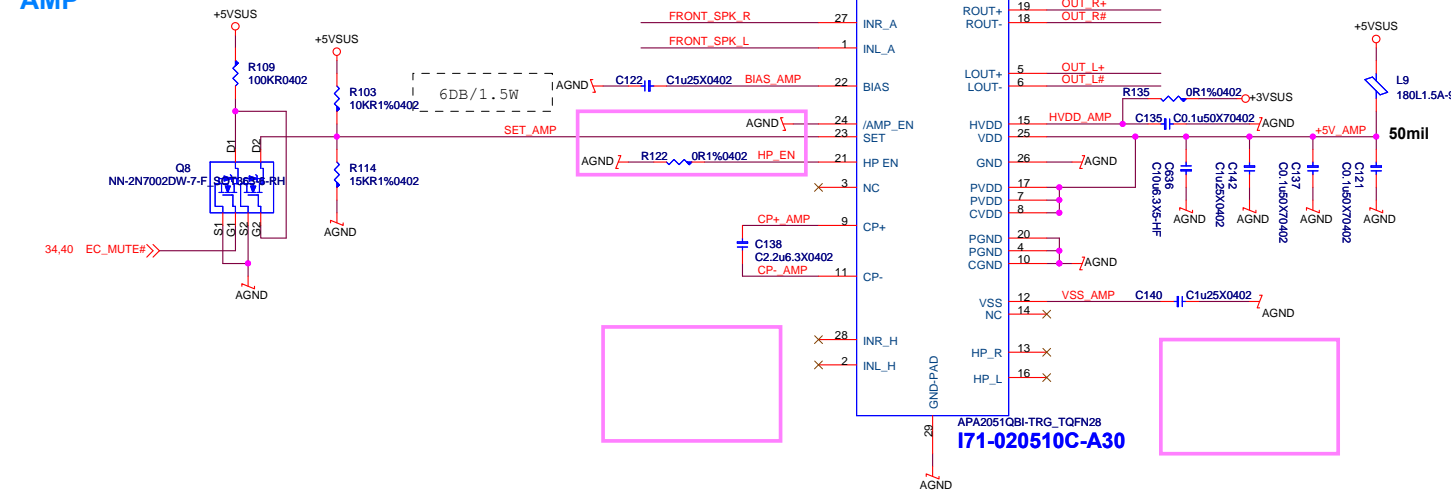 AMP
+5VSUS
R109
100KR0402
+5VSUS
R103
10KR1%0402
6DB/1.5W
SET_AMP
R114
15KR1%0402
AGND
D1
D2
Q8
S1
G1
S2
G2
34,40 EC_MUTE#
AGND
FRONT_SPK_R
27
INR_A
FRONT_SPK_L
1
INL_A
AGND
C122
C1u25X0402
BIAS_AMP
22
BIAS
AGND
24
/AMP_EN
23
SET
AGND
R122
0R1%0402
HP_EN
21
HP EN
3
NC
CP+_AMP
9
CP+
C138
C2.2u6.3X0402
CP-_AMP
11
CP-
28
INR_H
2
INL_H
GND-PAD
29
AGND
ROUT+
19
OUT_R+
ROUT-
18
OUT_R#
LOUT+
5
OUT_L+
LOUT-
6
OUT_L#
R135
0R1%0402
+3VSUS
HVDD
15
HVDD_AMP
C135
C0.1u50X70402
AGND
VDD
25
+5V_AMP
50mil
+5VSUS
L9
GND
26
AGND
PVDD
17
PVDD
7
CVDD
8
PGND
20
PGND
4
CGND
10
AGND
C636
C10u6.3X5-HF
AGND
C142
C1u25X0402
AGND
C137
C0.1u50X70402
AGND
C121
C0.1u50X70402
AGND
VSS
12
VSS_AMP
C140
C1u25X0402
AGND
NC
14
HP_R
13
HP_L
16
APA2051QBI-TRG_TQFN28
I71-020510C-A30